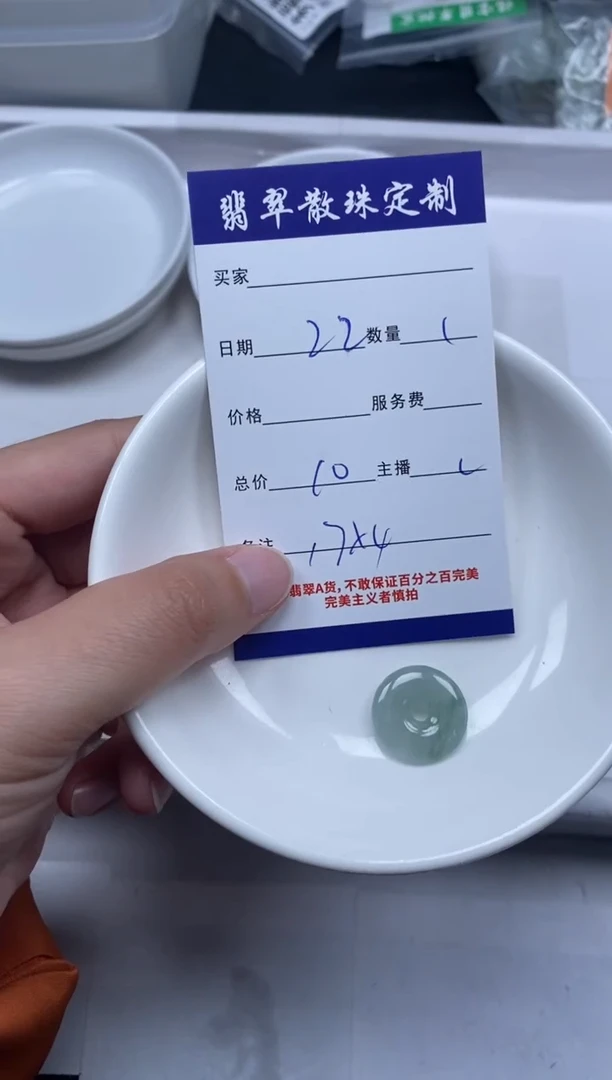 翡翠散珠定制
买家
日期 22 数量 1
价格 服务费
总价 10 主播
备注 17x4
翡翠A货,不敢保证百分之百完美
完美主义者慎拍